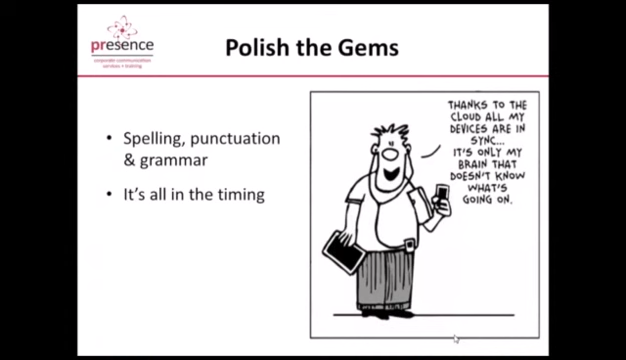 presence
corporate communication
services + training
Polish the Gems
• Spelling, punctuation
& grammar
• It's all in the timing
THANKS TO THE
CLOUD ALL MY
DEVICES ARE IN
SYNC...
IT'S ONLY MY
BRAIN THAT
DOESN'T KNOW
WHAT'S
GOING ON.